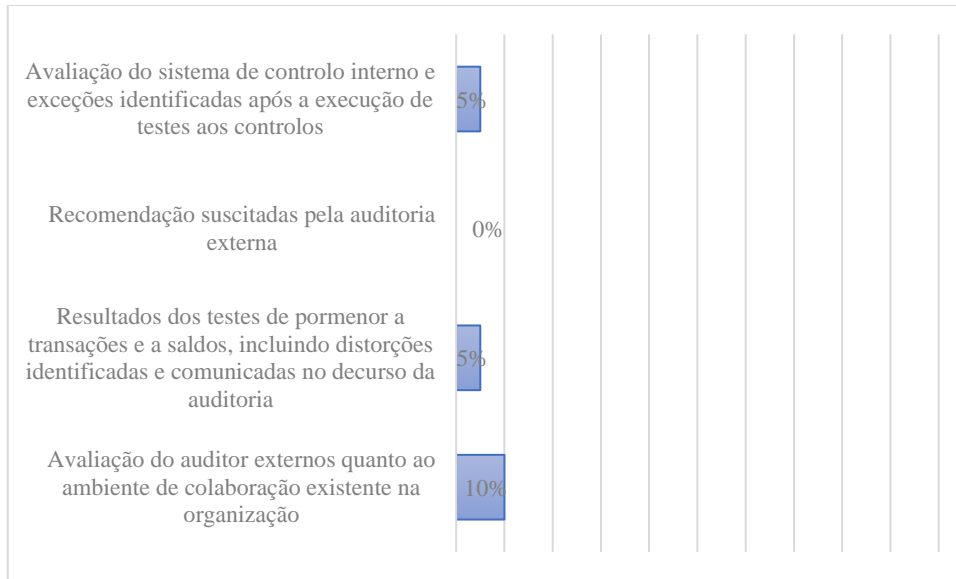 Avaliação do sistema de controlo interno e
exceções identificadas após a execução de
testes aos controlos
5%
Recomendação suscitadas pela auditoria
externa
0%
Resultados dos testes de pormenor a
transações e a saldos, incluindo distorções
identificadas e comunicadas no decurso da
auditoria
5%
Avaliação do auditor externos quanto ao
ambiente de colaboração existente na
organização
10%